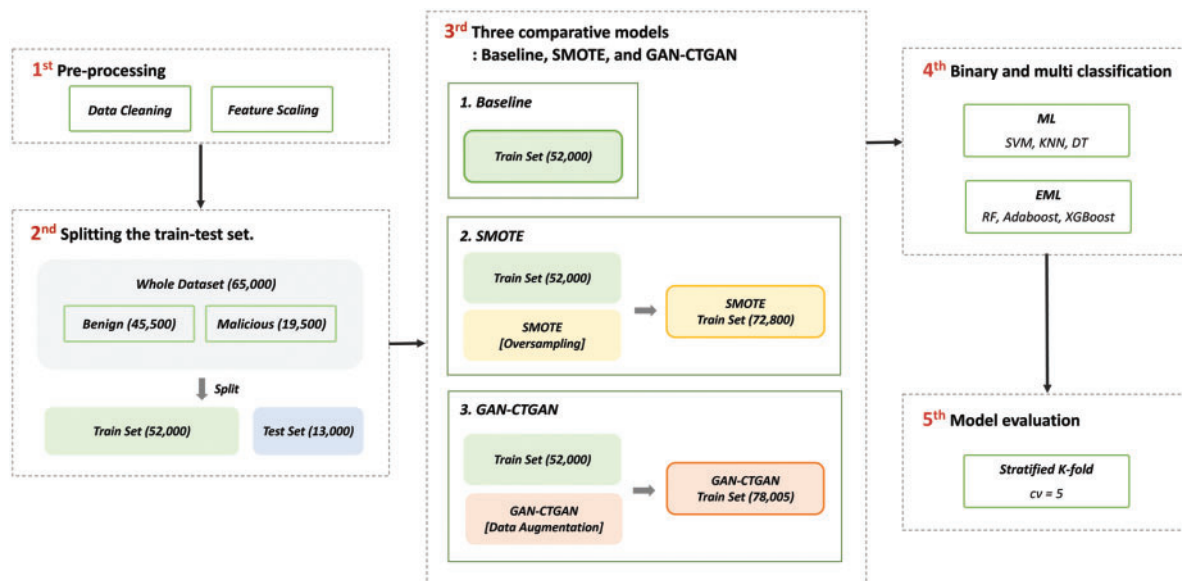 1st Pre-processing
Data Cleaning
Feature Scaling
2nd Splitting the train-test set.
Whole Dataset (65,000)
Benign (45,500)
Malicious (19,500)
Split
Train Set (52,000)
Test Set (13,000)
3rd Three comparative models
: Baseline, SMOTE, and GAN-CTGAN
1. Baseline
Train Set (52,000)
2. SMOTE
Train Set (52,000)
SMOTE
[Oversampling]
SMOTE
Train Set (72,800)
3. GAN-CTGAN
Train Set (52,000)
GAN-CTGAN
[Data Augmentation]
GAN-CTGAN
Train Set (78,005)
4th Binary and multi classification
ML
SVM, KNN, DT
EML
RF, Adaboost, XGBoost
5th Model evaluation
Stratified K-fold
cv = 5